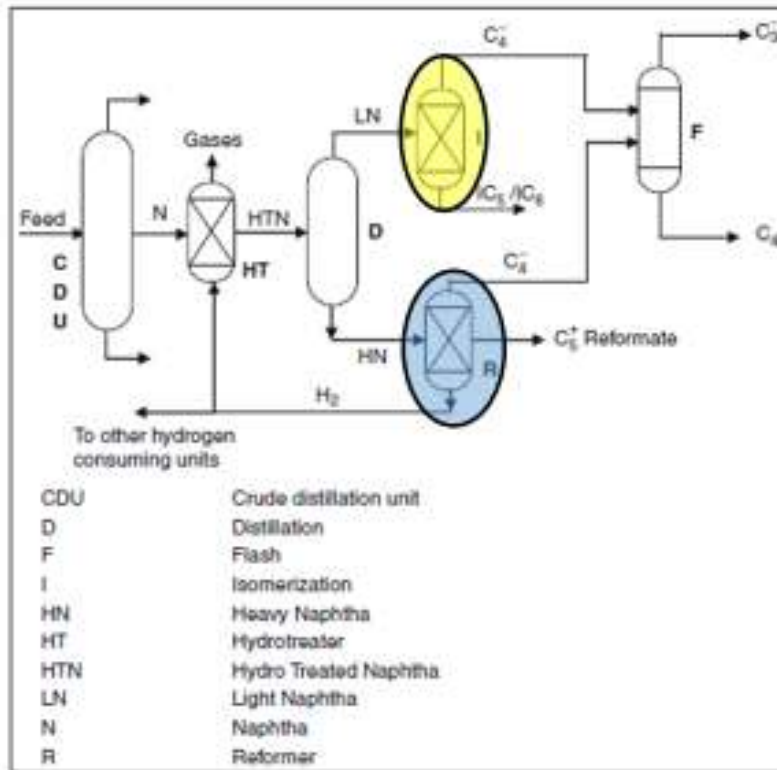 C₄⁻
C₃⁻
LN
I
F
Gases
Feed
N
HTN
D
IC₅ /IC₆
C
D
U
HT
C₄⁻
C₄
HN
R
C₅⁺ Reformate
H₂
To other hydrogen
consuming units
CDU Crude distillation unit
D Distillation
F Flash
I Isomerization
HN Heavy Naphtha
HT Hydrotreater
HTN Hydro Treated Naphtha
LN Light Naphtha
N Naphtha
R Reformer